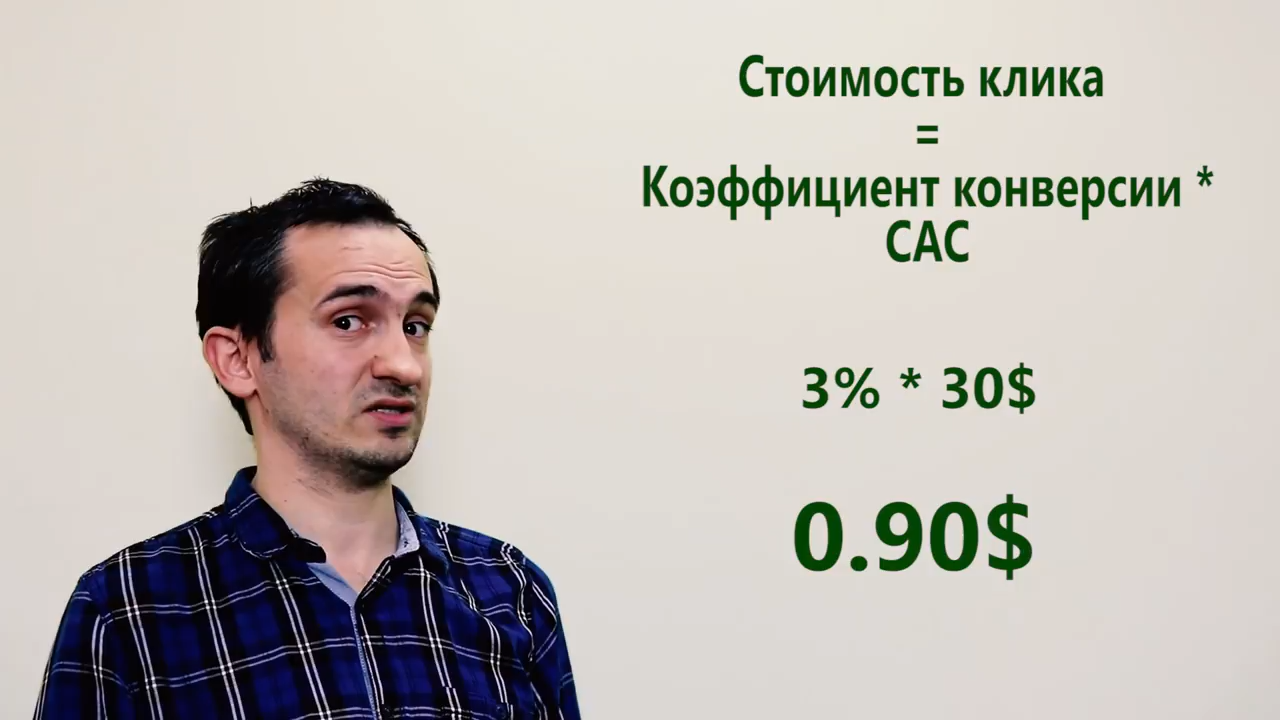 Стоимость клика
=
Коэффициент конверсии *
CAC
3% * 30$
0.90$